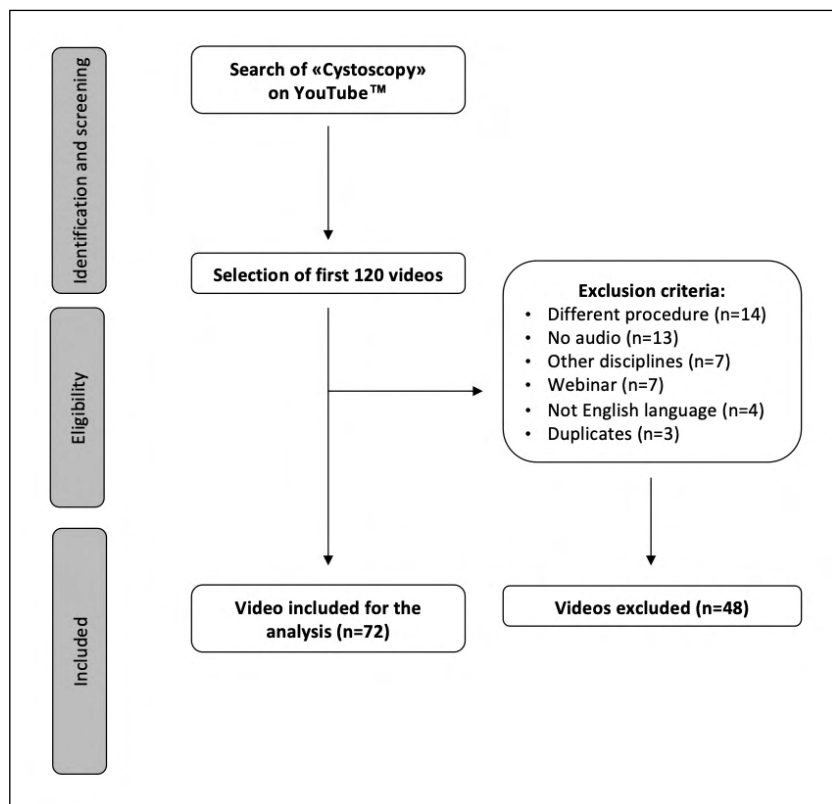 Identification and screening
Search of «Cystoscopy»
on YouTube™
Selection of first 120 videos
Eligibility
Exclusion criteria:
• Different procedure (n=14)
• No audio (n=13)
• Other disciplines (n=7)
• Webinar (n=7)
• Not English language (n=4)
• Duplicates (n=3)
Included
Video included for the
analysis (n=72)
Videos excluded (n=48)